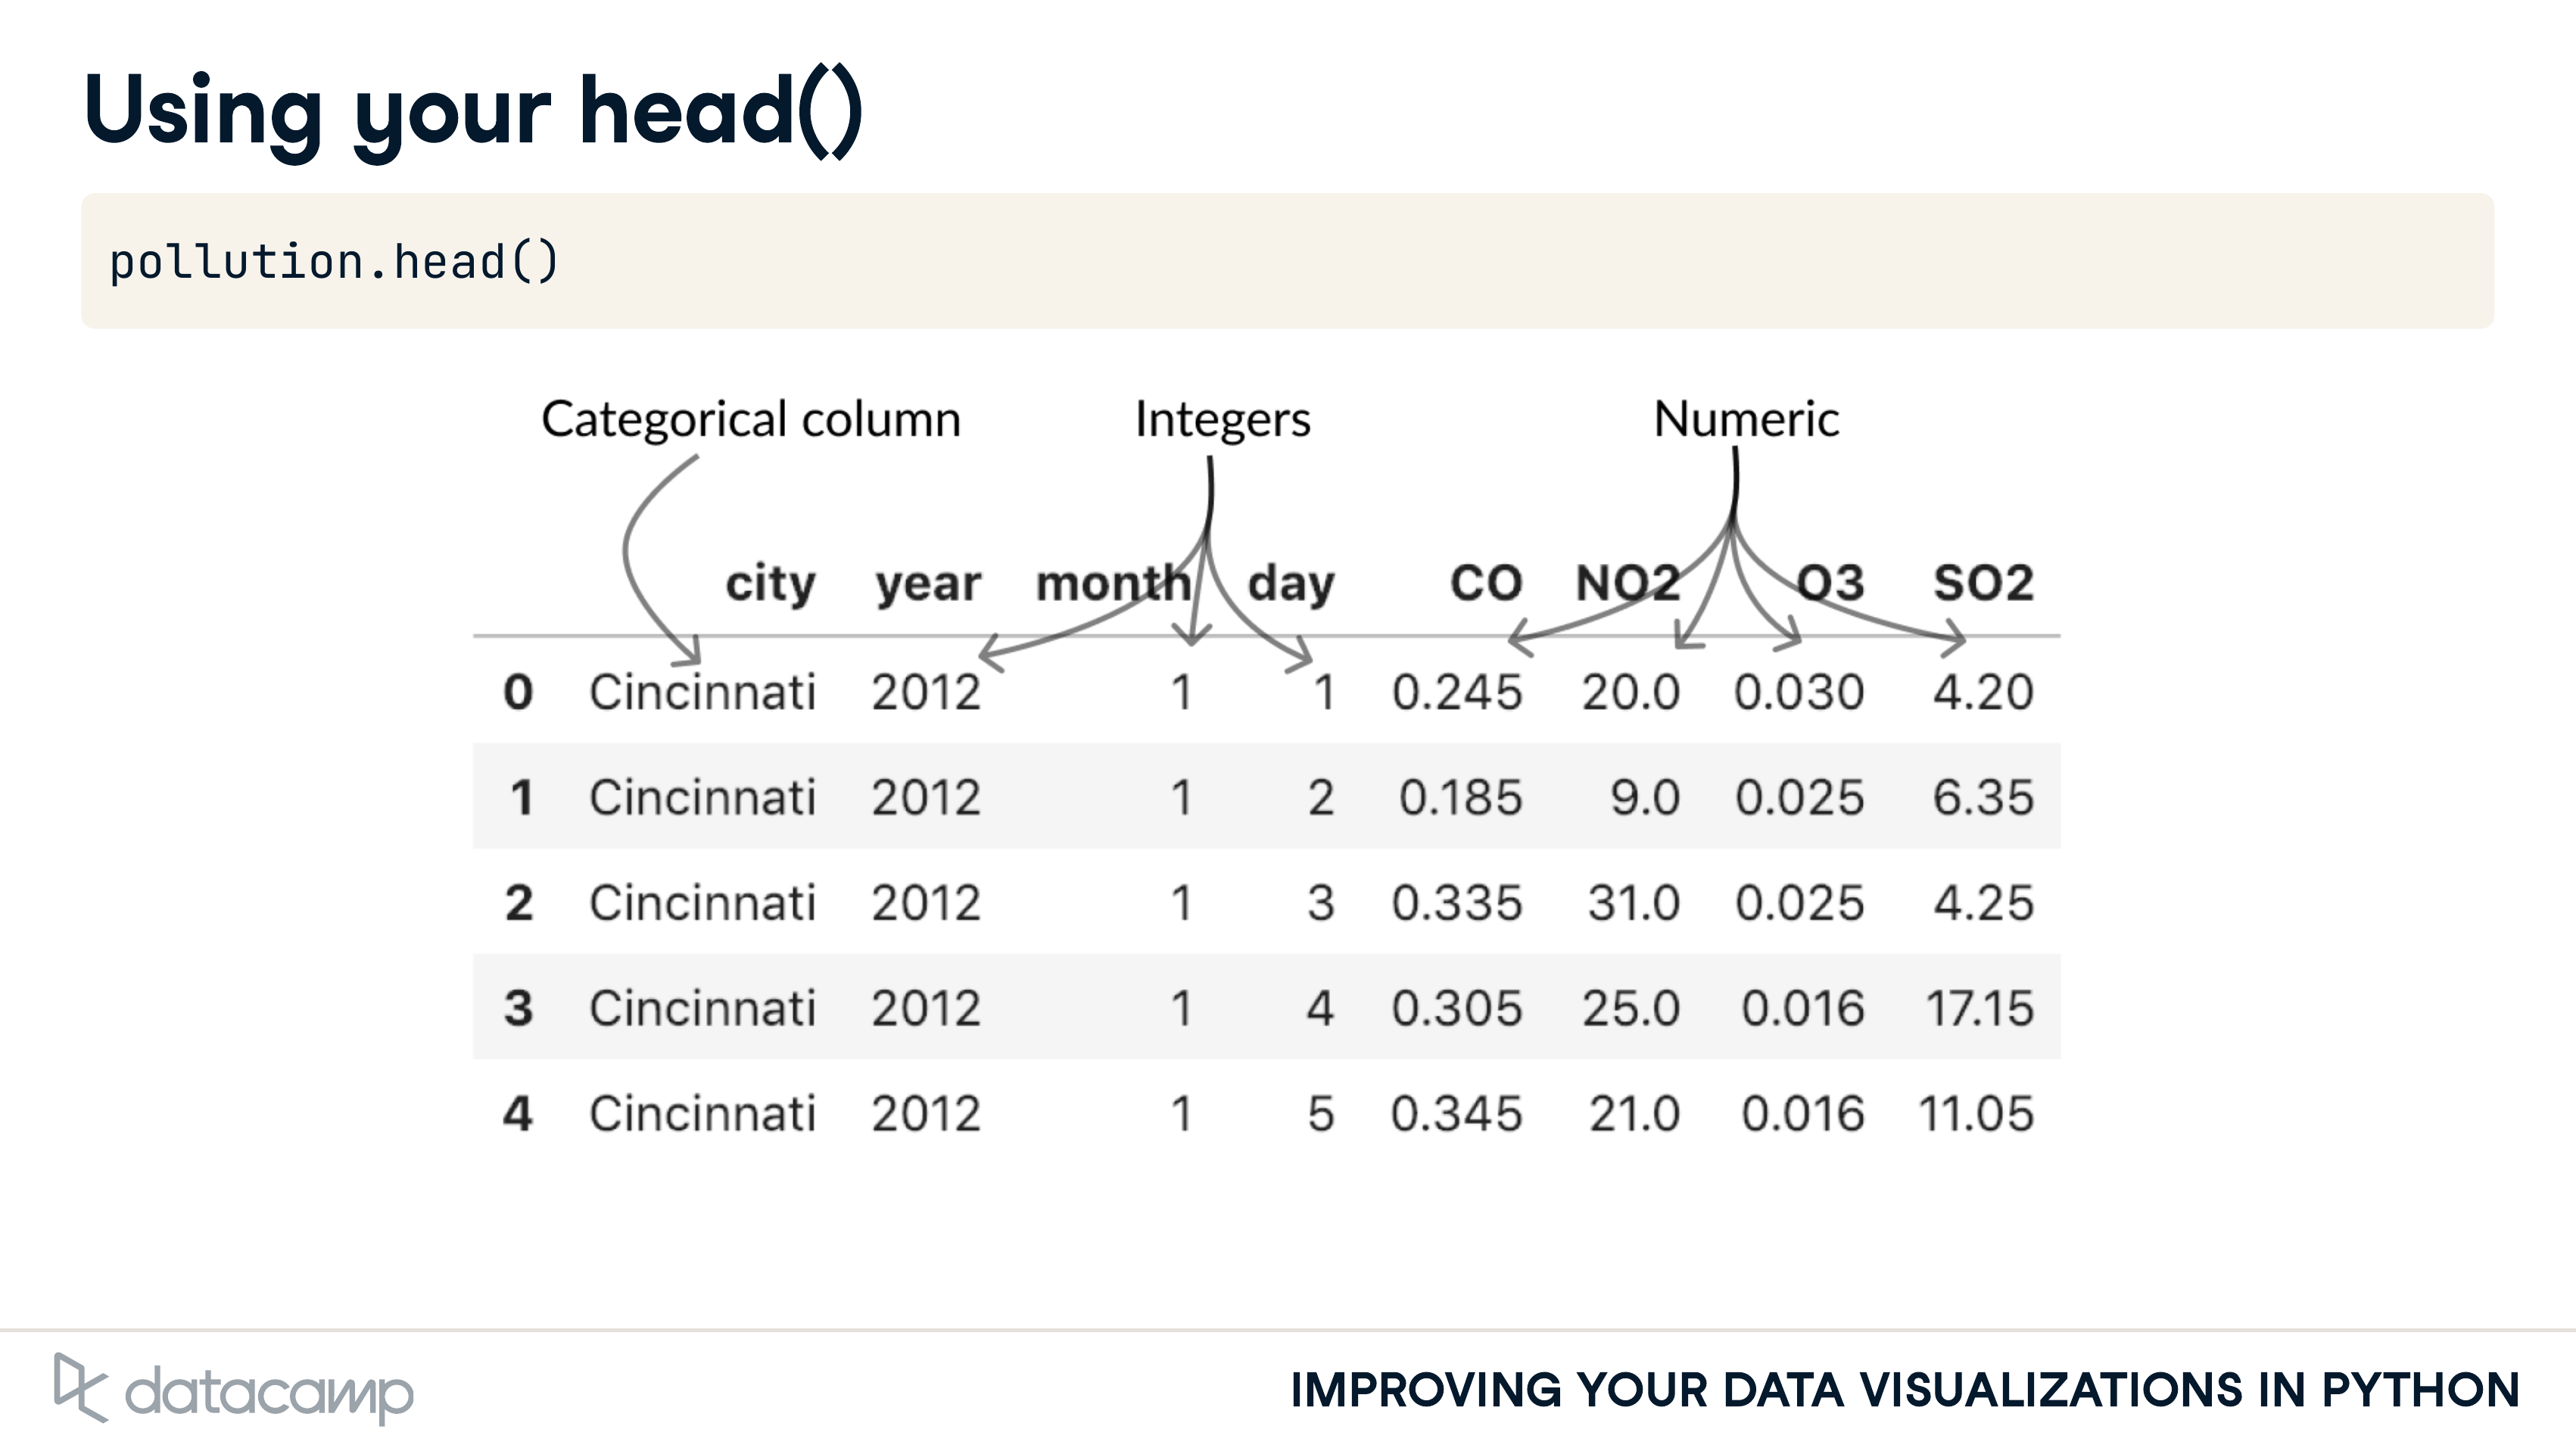 Using your head()
pollution.head()
Categorical column Integers Numeric
city year month day CO NO2 O3 SO2
0 Cincinnati 2012 1 1 0.245 20.0 0.030 4.20
1 Cincinnati 2012 1 2 0.185 9.0 0.025 6.35
2 Cincinnati 2012 1 3 0.335 31.0 0.025 4.25
3 Cincinnati 2012 1 4 0.305 25.0 0.016 17.15
4 Cincinnati 2012 1 5 0.345 21.0 0.016 11.05
datacamp
IMPROVING YOUR DATA VISUALIZATIONS IN PYTHON